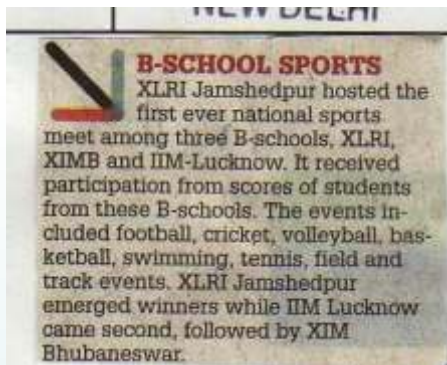 NEW DELHI
B-SCHOOL SPORTS
XLRI Jamshedpur hosted the
first ever national sports
meet among three B-schools, XLRI,
XIMB and IIM-Lucknow. It received
participation from scores of students
from these B-schools. The events in-
cluded football, cricket, volleyball, bas-
ketball, swimming, tennis, field and
track events. XLRI Jamshedpur
emerged winners while IIM Lucknow
came second, followed by XIM
Bhubaneswar.